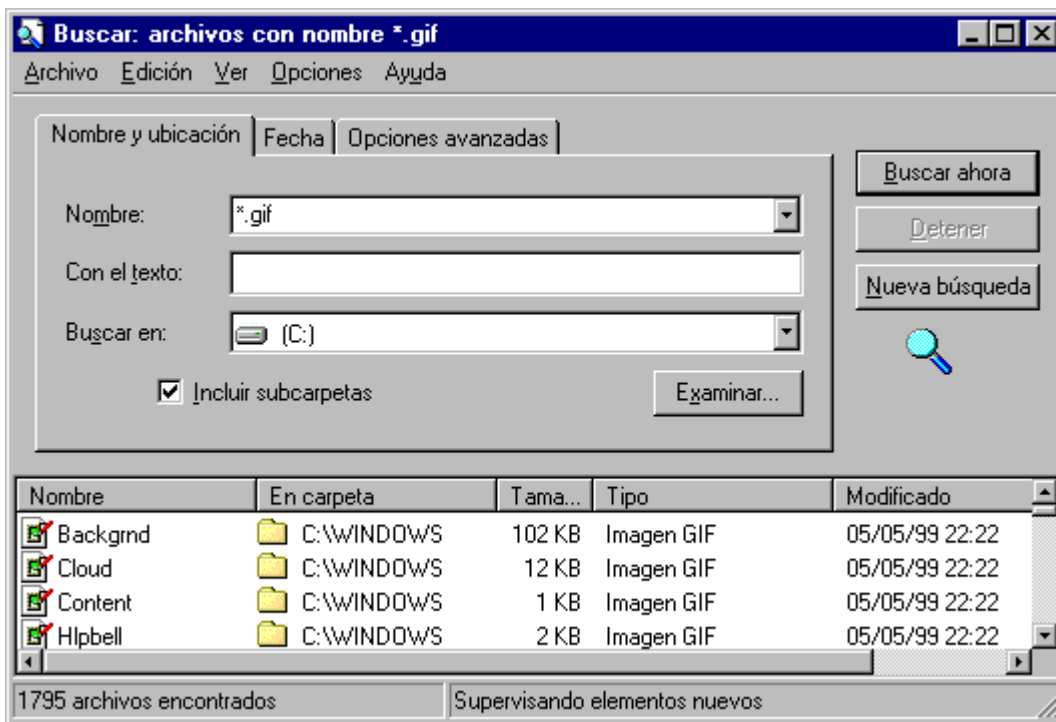 Buscar: archivos con nombre *.gif
Archivo Edición Ver Opciones Ayuda
Nombre y ubicación Fecha Opciones avanzadas
Buscar ahora
Nombre: *.gif
Detener
Con el texto:
Nueva búsqueda
Buscar en: (C:)
Incluir subcarpetas Examinar...
Nombre En carpeta Tama... Tipo Modificado
Backgrnd C:\WINDOWS 102 KB Imagen GIF 05/05/99 22:22
Cloud C:\WINDOWS 12 KB Imagen GIF 05/05/99 22:22
Content C:\WINDOWS 1 KB Imagen GIF 05/05/99 22:22
Hlpbell C:\WINDOWS 2 KB Imagen GIF 05/05/99 22:22
1795 archivos encontrados Supervisando elementos nuevos